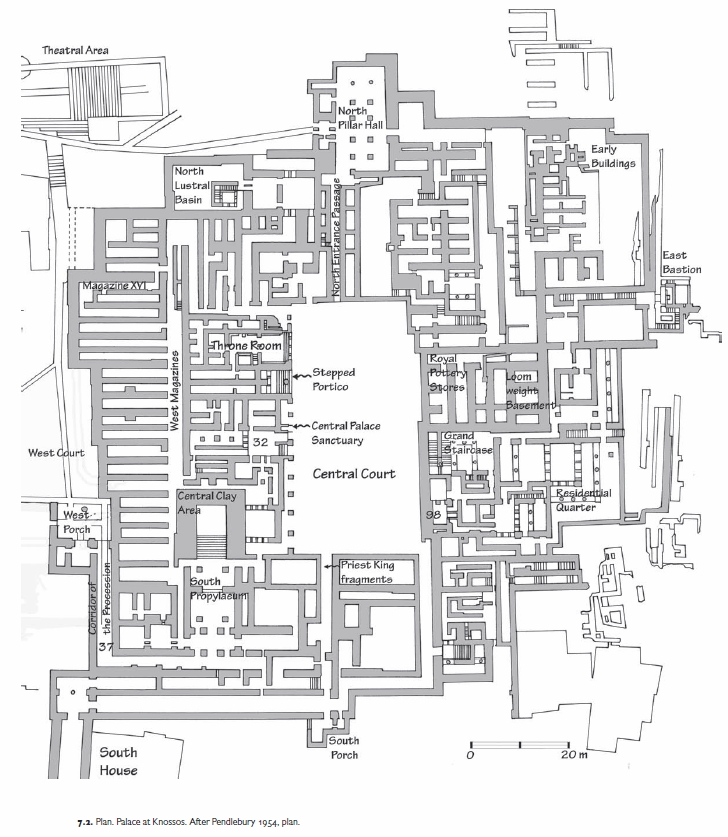 Theatral Area
North
Pillar Hall
Early
Buildings
North
Lustral
Basin
North Entrance Passage
East
Bastion
Magazine XVI
Throne Room
Stepped
Portico
Royal
Pottery
Stores
Loom
weight
Basement
West Magazines
Central Palace
Sanctuary
32
Grand
Staircase
West Court
Central Court
Central Clay
Area
Residential
Quarter
West
Porch
98
Priest King
fragments
South
Propylaeum
Corridor of
the Procession
37
South
Porch
South
House
0 20 m
7.2. Plan. Palace at Knossos. After Pendlebury 1954, plan.